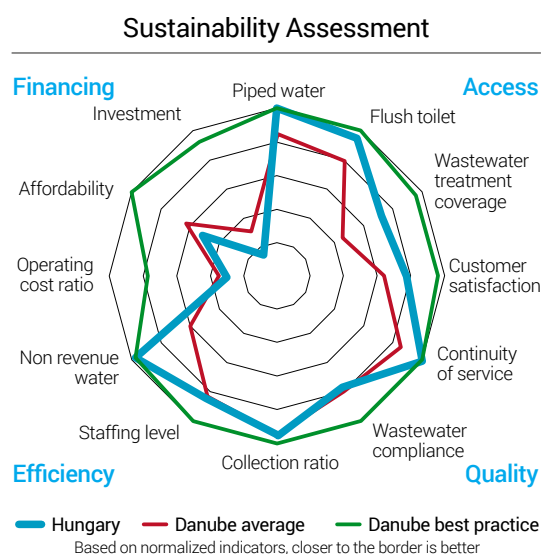 Sustainability Assessment
Financing
Access
Piped water
Investment
Flush toilet
Wastewater
treatment
coverage
Affordability
Operating
cost ratio
Customer
satisfaction
Non revenue
water
Continuity
of service
Staffing level
Wastewater
compliance
Collection ratio
Efficiency
Quality
Hungary
Danube average
Danube best practice
Based on normalized indicators, closer to the border is better